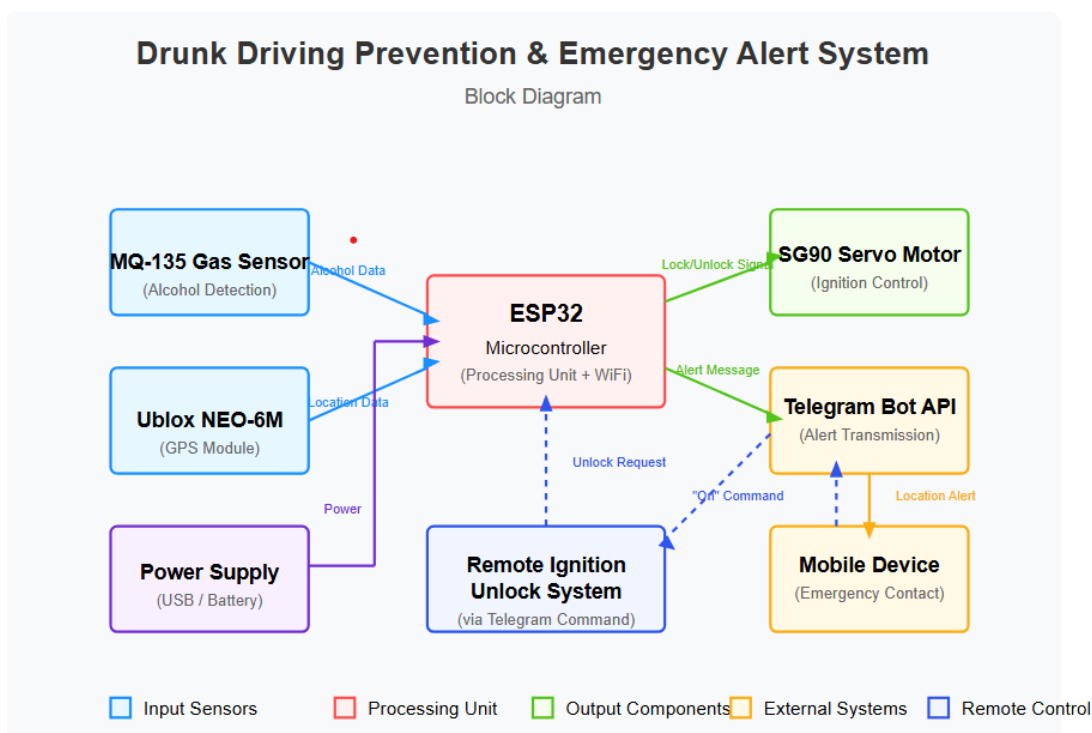 Drunk Driving Prevention & Emergency Alert System
Block Diagram
MQ-135 Gas Sensor
(Alcohol Detection)
Alcohol Data
Lock/Unlock Signal
SG90 Servo Motor
(Ignition Control)
ESP32
Microcontroller
(Processing Unit + WiFi)
Alert Message
Ublox NEO-6M
(GPS Module)
Location Data
Telegram Bot API
(Alert Transmission)
Unlock Request
"On" Command
Location Alert
Power
Power Supply
(USB / Battery)
Remote Ignition
Unlock System
(via Telegram Command)
Mobile Device
(Emergency Contact)
Input Sensors
Processing Unit
Output Components
External Systems
Remote Control